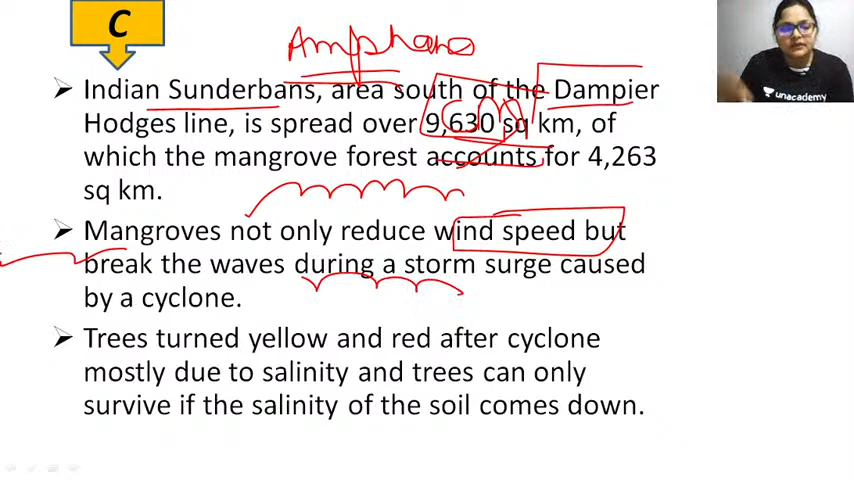 C
Amphano
➢ Indian Sunderbans, area south of the Dampier
Hodges line, is spread over 9,630 sq km, of
which the mangrove forest accounts for 4,263
sq km.
➢ Mangroves not only reduce wind speed but
break the waves during a storm surge caused
by a cyclone.
➢ Trees turned yellow and red after cyclone
mostly due to salinity and trees can only
survive if the salinity of the soil comes down.
cm
unacademy